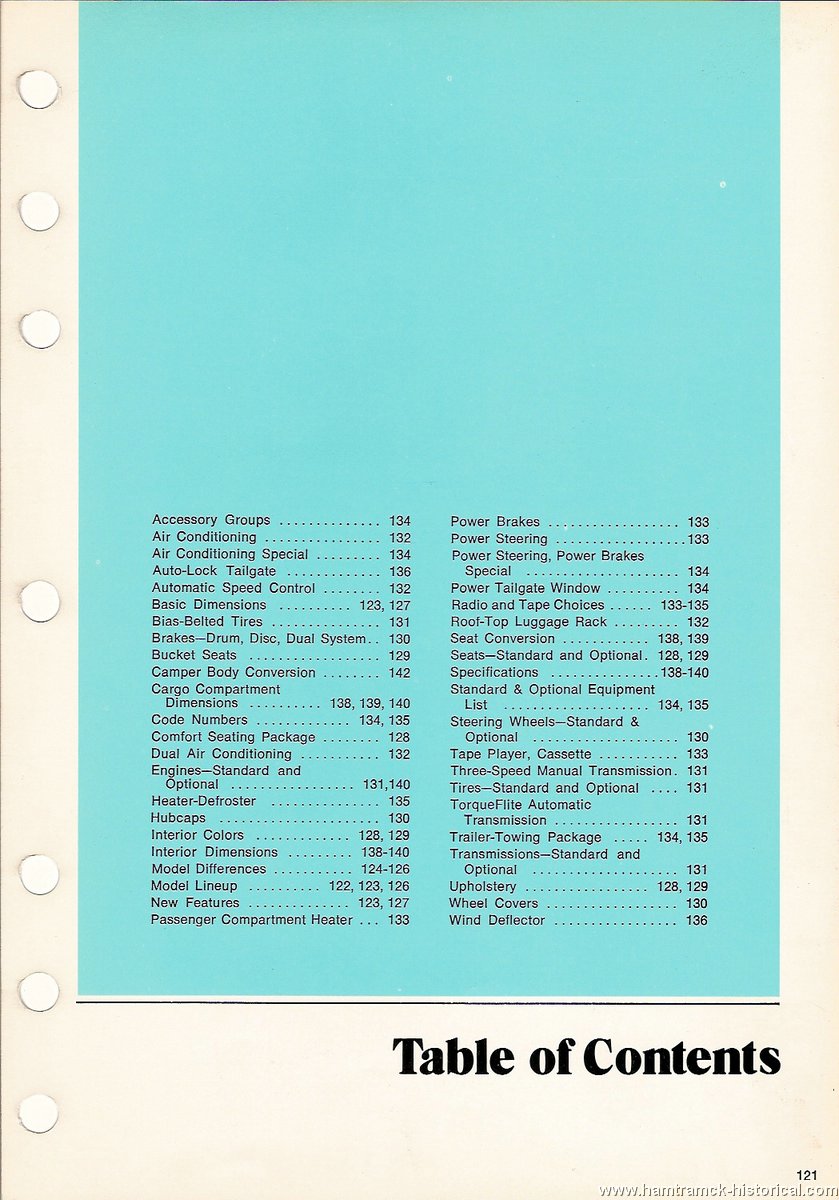 Accessory Groups .............. 134
Air Conditioning ................ 132
Air Conditioning Special ......... 134
Auto-Lock Tailgate ............. 136
Automatic Speed Control ........ 132
Basic Dimensions .......... 123, 127
Bias-Belted Tires ............... 131
Brakes—Drum, Disc, Dual System.. 130
Bucket Seats .................. 129
Camper Body Conversion ........ 142
Cargo Compartment
Dimensions .......... 138, 139, 140
Code Numbers ............. 134, 135
Comfort Seating Package ........ 128
Dual Air Conditioning ........... 132
Engines—Standard and
Optional ................. 131,140
Heater-Defroster ............... 135
Hubcaps ...................... 130
Interior Colors ............. 128, 129
Interior Dimensions ......... 138-140
Model Differences ........... 124-126
Model Lineup .......... 122, 123, 126
New Features .............. 123, 127
Passenger Compartment Heater ... 133
Power Brakes .................. 133
Power Steering ..................133
Power Steering, Power Brakes
Special ..................... 134
Power Tailgate Window .......... 134
Radio and Tape Choices ...... 133-135
Roof-Top Luggage Rack ......... 132
Seat Conversion ............ 138, 139
Seats—Standard and Optional. 128, 129
Specifications ...............138-140
Standard & Optional Equipment
List .................... 134, 135
Steering Wheels—Standard &
Optional .................... 130
Tape Player, Cassette ........... 133
Three-Speed Manual Transmission. 131
Tires—Standard and Optional .... 131
TorqueFlite Automatic
Transmission ................. 131
Trailer-Towing Package ..... 134, 135
Transmissions—Standard and
Optional .................... 131
Upholstery ................. 128, 129
Wheel Covers .................. 130
Wind Deflector ................. 136
Table of Contents
121
www.hamtramck-historical.com